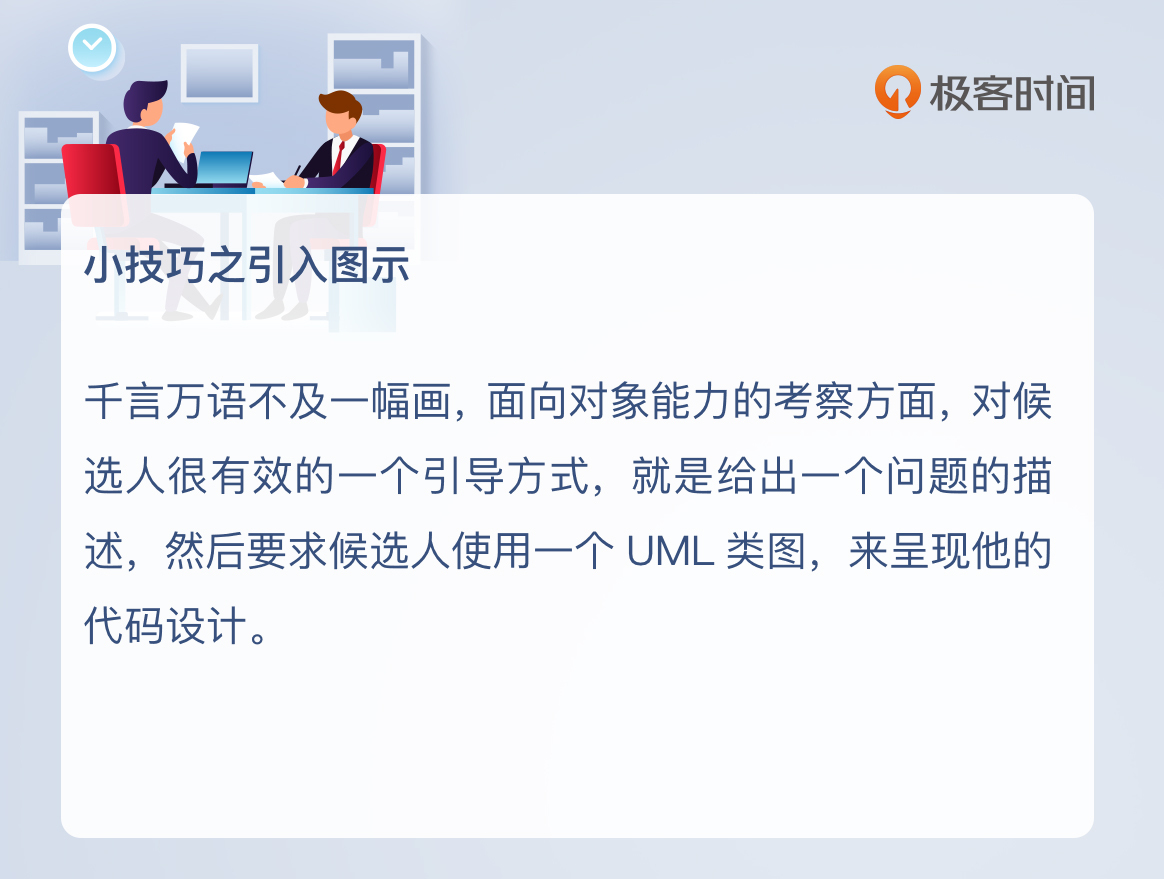 极客时间
小技巧之引入图示
千言万语不及一幅画，面向对象能力的考察方面，对候
选人很有效的一个引导方式，就是给出一个问题的描
述，然后要求候选人使用一个 UML 类图，来呈现他的
代码设计。